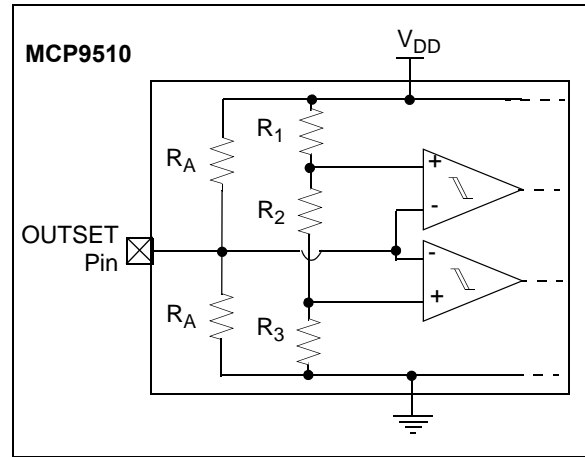 MCP9510
V_DD
R_1
R_A
R_2
OUTSET
Pin
R_A
R_3
+
-
-
+